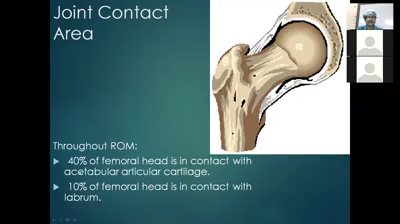 Joint Contact
Area
Throughout ROM:
40% of femoral head is in contact with
acetabular articular cartilage.
10% of femoral head is in contact with
labrum.